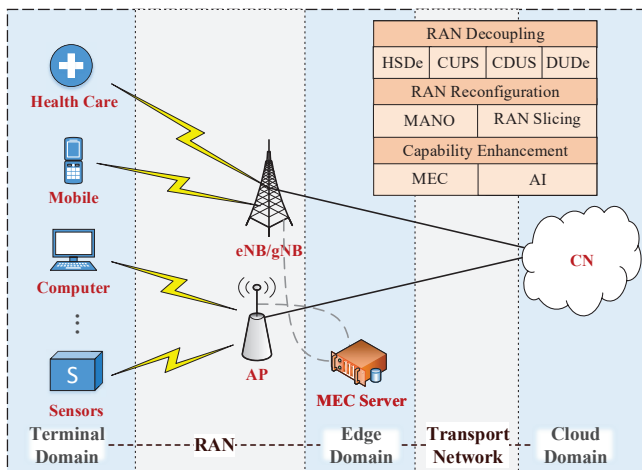 RAN Decoupling
HSDe CUPS CDUS DUDe
RAN Reconfiguration
MANO RAN Slicing
Capability Enhancement
MEC AI
Health Care
Mobile
eNB/gNB
Computer
CN
AP
S
Sensors
MEC Server
Terminal Domain
RAN
Edge Domain
Transport Network
Cloud Domain